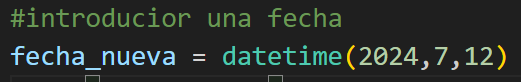 #introducior una fecha
fecha_nueva = datetime(2024,7,12)